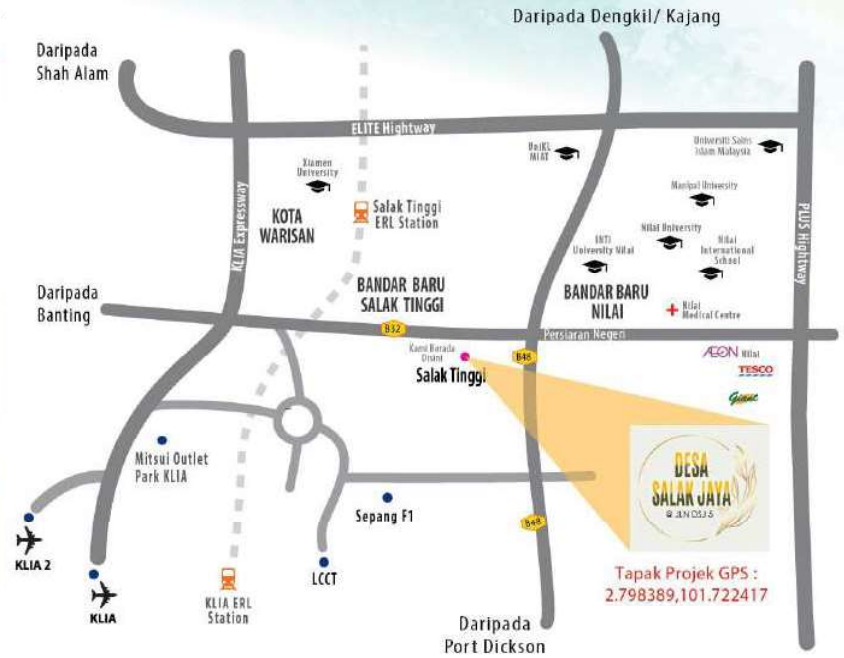 Daripada Dengkil/ Kajang
Daripada
Shah Alam
ELITE Hightway
KLIA Expressway
PLUS Hightway
Xiamen
University
UniKL
MIAT
Universiti Sains
Islam Malaysia
Manipal University
KOTA
WARISAN
Salak Tinggi
ERL Station
INTI
University Nilai
Nilai University
Nilai
International
School
Daripada
Banting
BANDAR BARU
SALAK TINGGI
BANDAR BARU
NILAI
Nilai
Medical Centre
B32
Persiaran Negeri
Kami Berada
Disini
Salak Tinggi
B48
AEON Nilai
TESCO
Giant
Mitsui Outlet
Park KLIA
DESA
SALAK JAYA
@ JLN DSJ 5
Sepang F1
B48
KLIA 2
KLIA
KLIA ERL
Station
LCCT
Tapak Projek GPS :
2.798389,101.722417
Daripada
Port Dickson